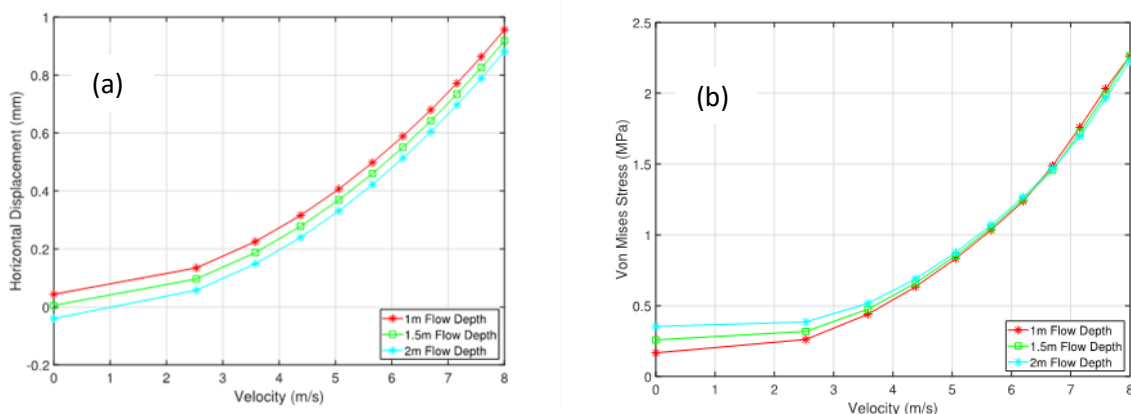 (a)
Horizontal Displacement (mm)
1
0.8
0.6
0.4
0.2
0
-0.2
0 1 2 3 4 5 6 7 8
Velocity (m/s)
1m Flow Depth
1.5m Flow Depth
2m Flow Depth
(b)
Von Mises Stress (MPa)
2.5
2
1.5
1
0.5
0
0 1 2 3 4 5 6 7 8
Velocity (m/s)
1m Flow Depth
1.5m Flow Depth
2m Flow Depth